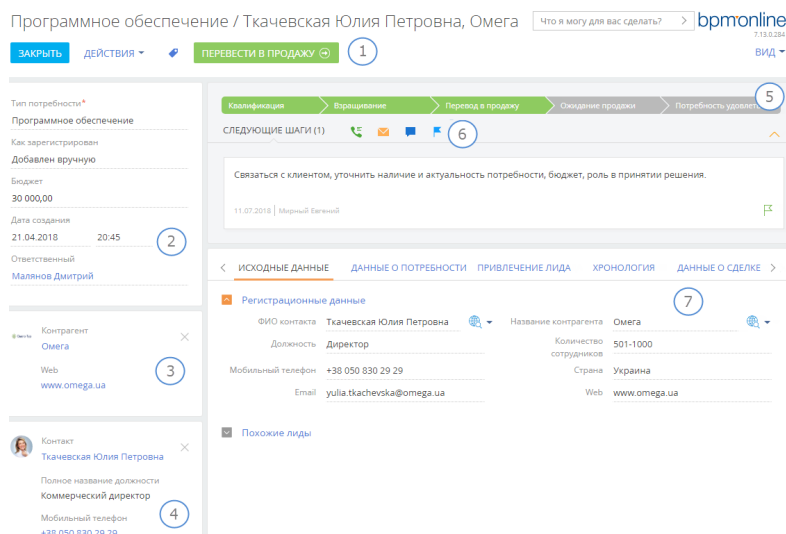 Программное обеспечение / Ткачевская Юлия Петровна, Омега
Что я могу для вас сделать?
bpmonline
7.13.0.284
ЗАКРЫТЬ
ДЕЙСТВИЯ
ПЕРЕВЕСТИ В ПРОДАЖУ
1
ВИД
Тип потребности*
Программное обеспечение
Как зарегистрирован
Добавлен вручную
Бюджет
30 000,00
Дата создания
21.04.2018 20:45
2
Ответственный
Малянов Дмитрий
Контрагент
Омега
Web
www.omega.ua
3
Контакт
Ткачевская Юлия Петровна
Полное название должности
Коммерческий директор
Мобильный телефон
+38 050 830 29 29
4
Квалификация
Взращивание
Перевод в продажу
Ожидание продажи
Потребность
5
СЛЕДУЮЩИЕ ШАГИ (1)
6
Связаться с клиентом, уточнить наличие и актуальность потребности, бюджет, роль в принятии решения.
11.07.2018 | Мирный Евгений
ИСХОДНЫЕ ДАННЫЕ
ДАННЫЕ О ПОТРЕБНОСТИ
ПРИВЛЕЧЕНИЕ ЛИДА
ХРОНОЛОГИЯ
ДАННЫЕ О СДЕЛКЕ
Регистрационные данные
7
ФИО контакта Ткачевская Юлия Петровна
Название контрагента Омега
Должность Директор
Количество сотрудников 501-1000
Мобильный телефон +38 050 830 29 29
Страна Украина
Email yulia.tkachevska@omega.ua
Web www.omega.ua
Похожие лиды